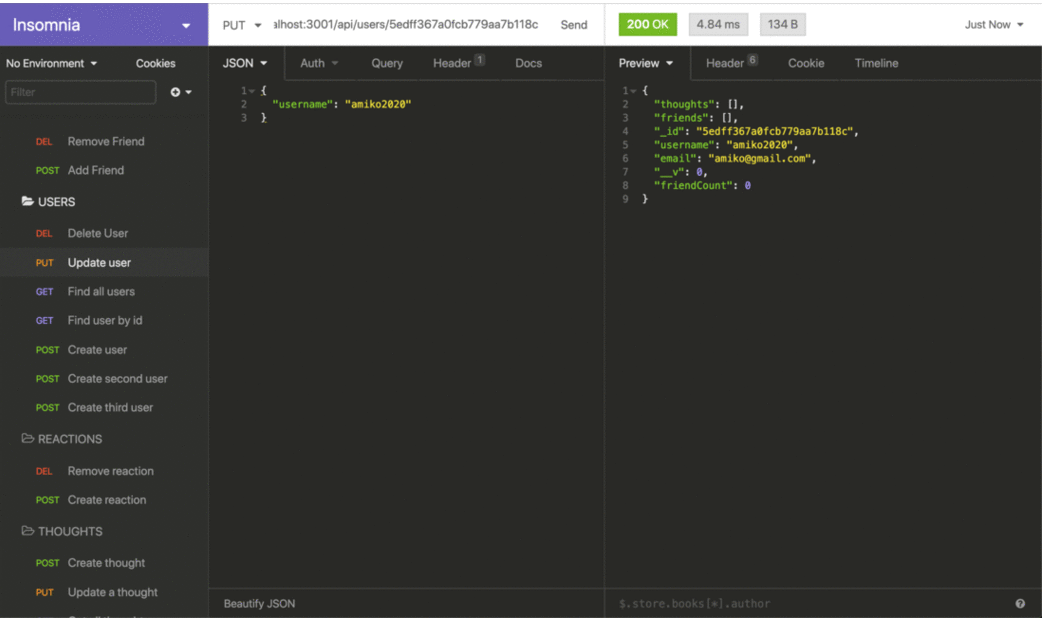 Insomnia
PUT alhost:3001/api/users/5edff367a0fcb779aa7b118c Send
200 OK 4.84 ms 134 B Just Now
No Environment Cookies
Filter
DEL Remove Friend
POST Add Friend
USERS
DEL Delete User
PUT Update user
GET Find all users
GET Find user by id
POST Create user
POST Create second user
POST Create third user
REACTIONS
DEL Remove reaction
POST Create reaction
THOUGHTS
POST Create thought
PUT Update a thought
JSON Auth Query Header 1 Docs
1 {
2 "username": "amiko2020"
3 }
Beautify JSON
Preview Header 6 Cookie Timeline
1 {
2 "thoughts": [],
3 "friends": [],
4 "_id": "5edff367a0fcb779aa7b118c",
5 "username": "amiko2020",
6 "email": "amiko@gmail.com",
7 "__v": 0,
8 "friendCount": 0
9 }
$.store.books[*].author